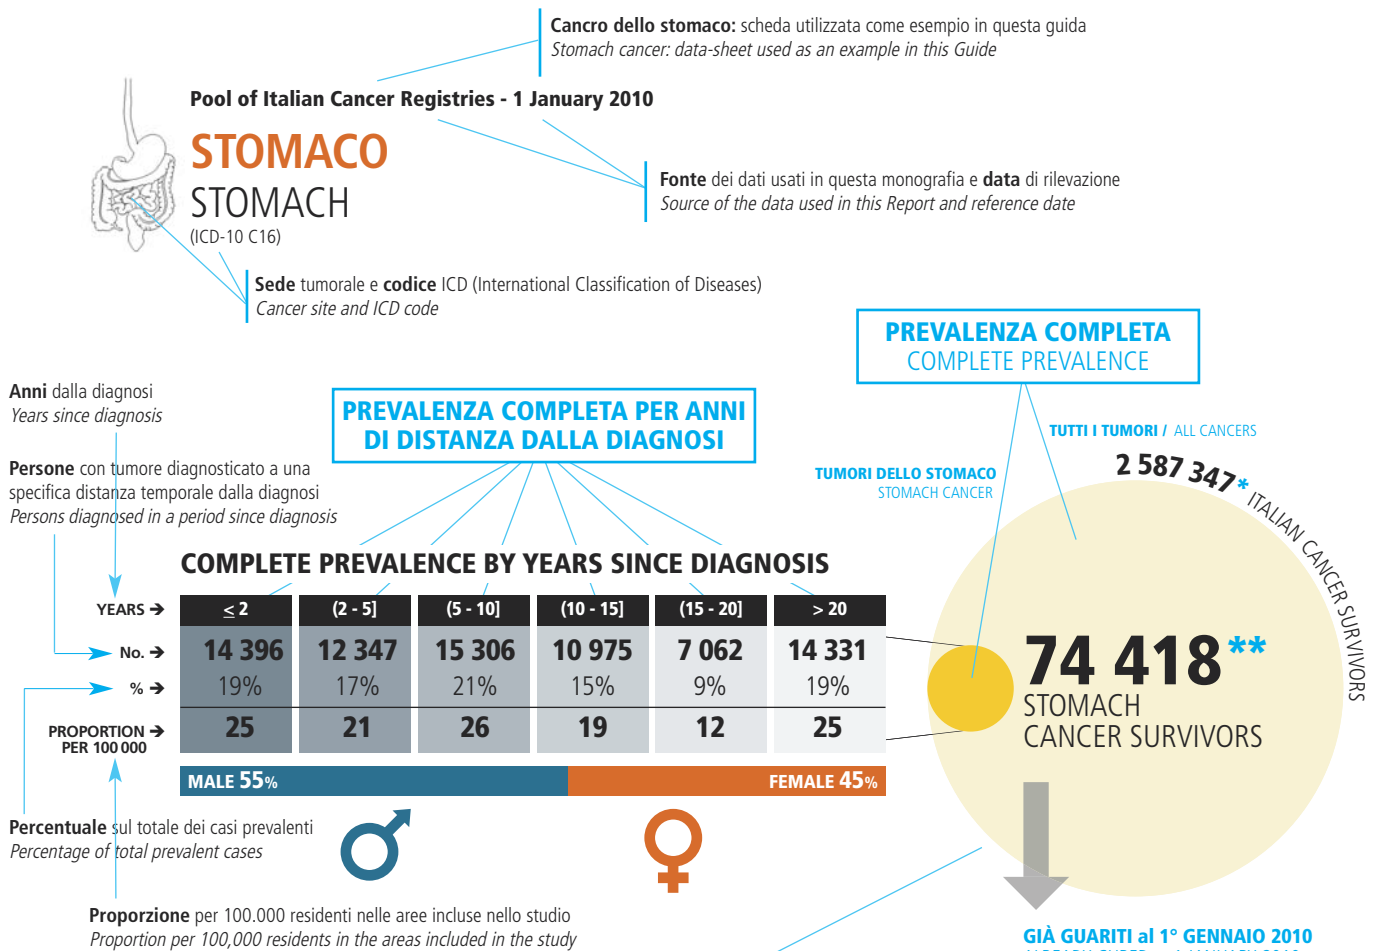 Cancro dello stomaco: scheda utilizzata come esempio in questa guida
Stomach cancer: data-sheet used as an example in this Guide
Pool of Italian Cancer Registries - 1 January 2010
STOMACO
STOMACH
(ICD-10 C16)
Fonte dei dati usati in questa monografia e data di rilevazione
Source of the data used in this Report and reference date
Sede tumorale e codice ICD (International Classification of Diseases)
Cancer site and ICD code
PREVALENZA COMPLETA
COMPLETE PREVALENCE
Anni dalla diagnosi
Years since diagnosis
Persone con tumore diagnosticato a una
specifica distanza temporale dalla diagnosi
Persons diagnosed in a period since diagnosis
PREVALENZA COMPLETA PER ANNI
DI DISTANZA DALLA DIAGNOSI
TUTTI I TUMORI / ALL CANCERS
2 587 347* ITALIAN CANCER SURVIVORS
TUMORI DELLO STOMACO
STOMACH CANCER
COMPLETE PREVALENCE BY YEARS SINCE DIAGNOSIS
YEARS → ≤ 2 (2 - 5] (5 - 10] (10 - 15] (15 - 20] > 20
No. → 14 396 12 347 15 306 10 975 7 062 14 331
% → 19% 17% 21% 15% 9% 19%
PROPORTION → 25 21 26 19 12 25
PER 100 000
MALE 55% FEMALE 45%
74 418**
STOMACH
CANCER SURVIVORS
Percentuale sul totale dei casi prevalenti
Percentage of total prevalent cases
Proporzione per 100.000 residenti nelle aree incluse nello studio
Proportion per 100,000 residents in the areas included in the study
GIÀ GUARITI al 1° GENNAIO 2010